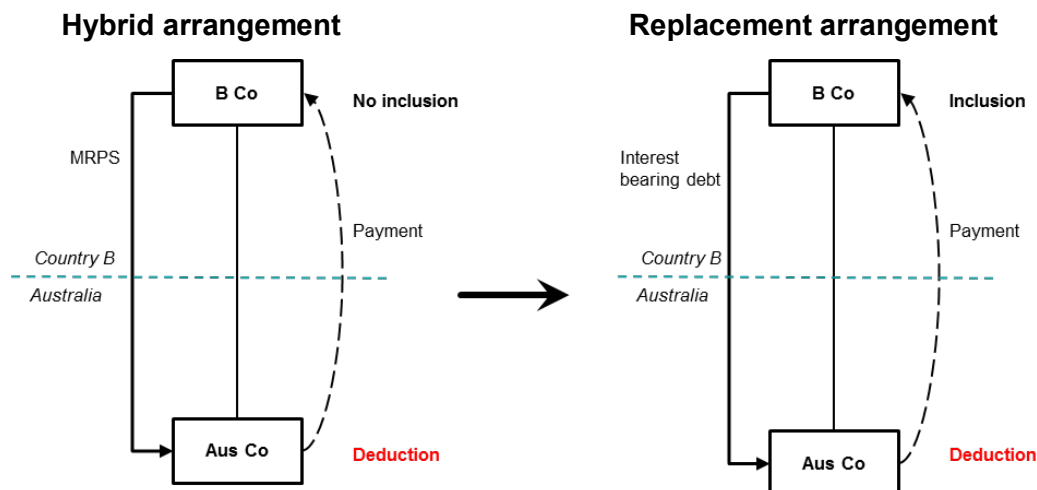 Hybrid arrangement
B Co
No inclusion
MRPS
Payment
Country B
Australia
Aus Co
Deduction
Replacement arrangement
B Co
Inclusion
Interest
bearing debt
Payment
Country B
Australia
Aus Co
Deduction